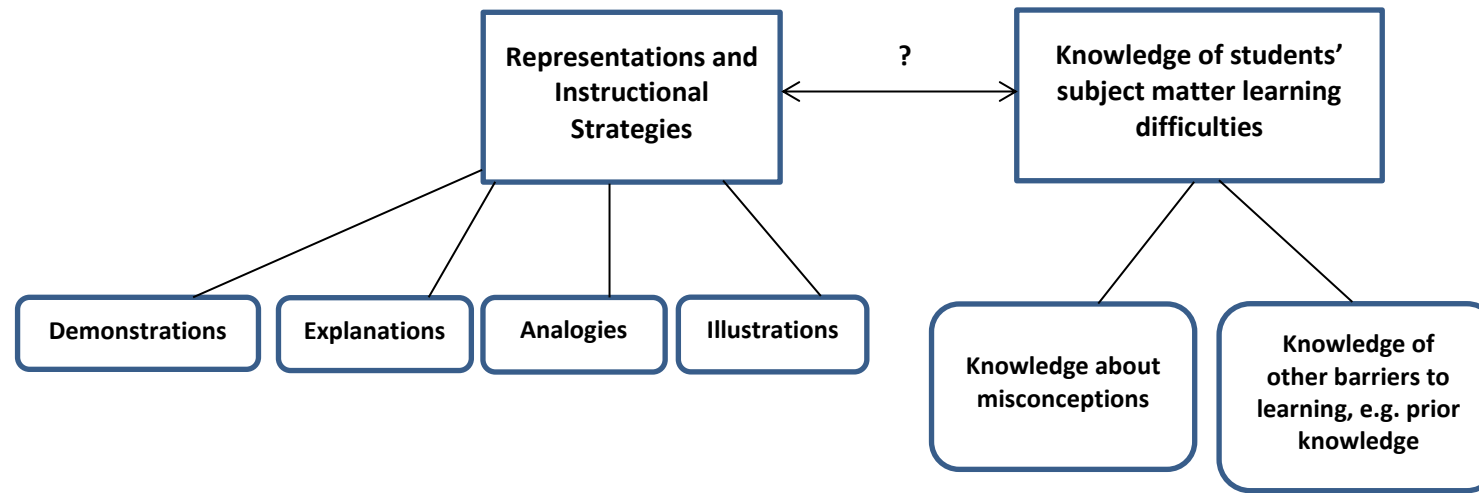 Representations and
Instructional
Strategies
?
Knowledge of students’
subject matter learning
difficulties
Demonstrations
Explanations
Analogies
Illustrations
Knowledge about
misconceptions
Knowledge of
other barriers to
learning, e.g. prior
knowledge